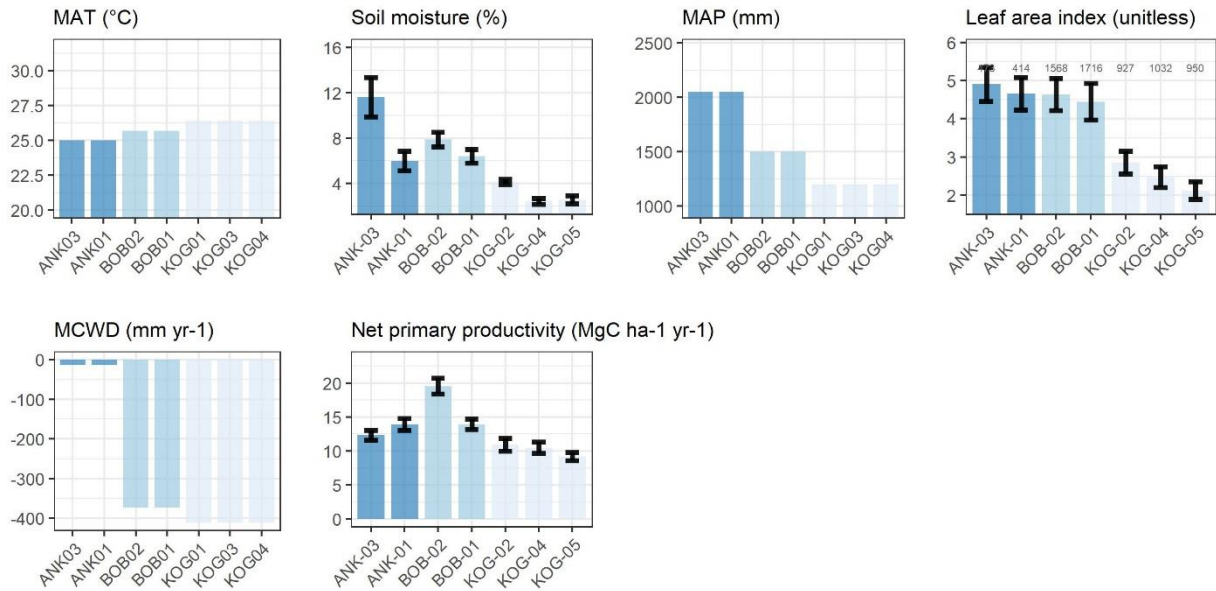 MAT (°C)
30.0
27.5
25.0
22.5
20.0
ANK03
ANK01
BOB02
BOB01
KOG01
KOG03
KOG04
Soil moisture (%)
16
12
8
4
ANK-03
ANK-01
BOB-02
BOB-01
KOG-02
KOG-04
KOG-05
MAP (mm)
2500
2000
1500
1000
ANK03
ANK01
BOB02
BOB01
KOG01
KOG03
KOG04
Leaf area index (unitless)
6
5
4
3
2
414 1568 1716 927 1032 950
ANK-03
ANK-01
BOB-02
BOB-01
KOG-02
KOG-04
KOG-05
MCWD (mm yr-1)
0
-100
-200
-300
-400
ANK03
ANK01
BOB02
BOB01
KOG01
KOG03
KOG04
Net primary productivity (MgC ha-1 yr-1)
20
15
10
5
0
ANK-03
ANK-01
BOB-02
BOB-01
KOG-02
KOG-04
KOG-05